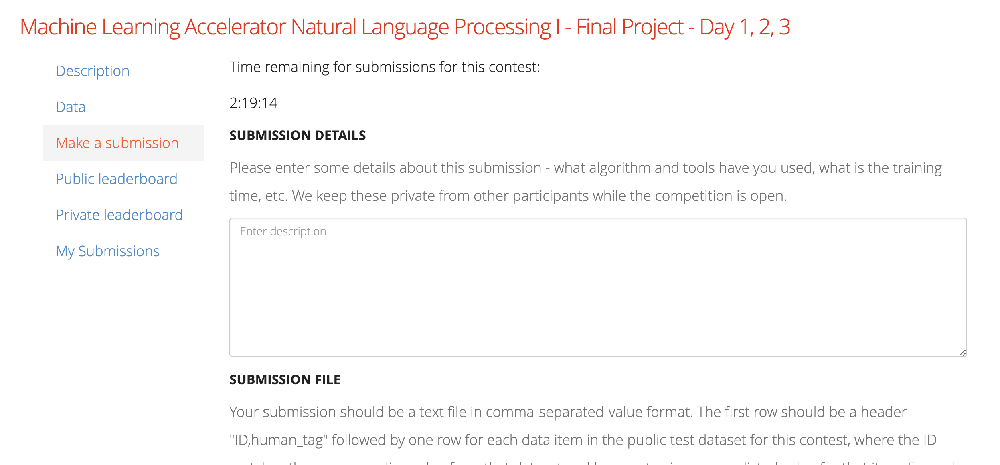 Machine Learning Accelerator Natural Language Processing I - Final Project - Day 1, 2, 3
Description
Data
Make a submission
Public leaderboard
Private leaderboard
My Submissions
Time remaining for submissions for this contest:
2:19:14
SUBMISSION DETAILS
Please enter some details about this submission - what algorithm and tools have you used, what is the training
time, etc. We keep these private from other participants while the competition is open.
Enter description
SUBMISSION FILE
Your submission should be a text file in comma-separated-value format. The first row should be a header
"ID,human_tag" followed by one row for each data item in the public test dataset for this contest, where the ID